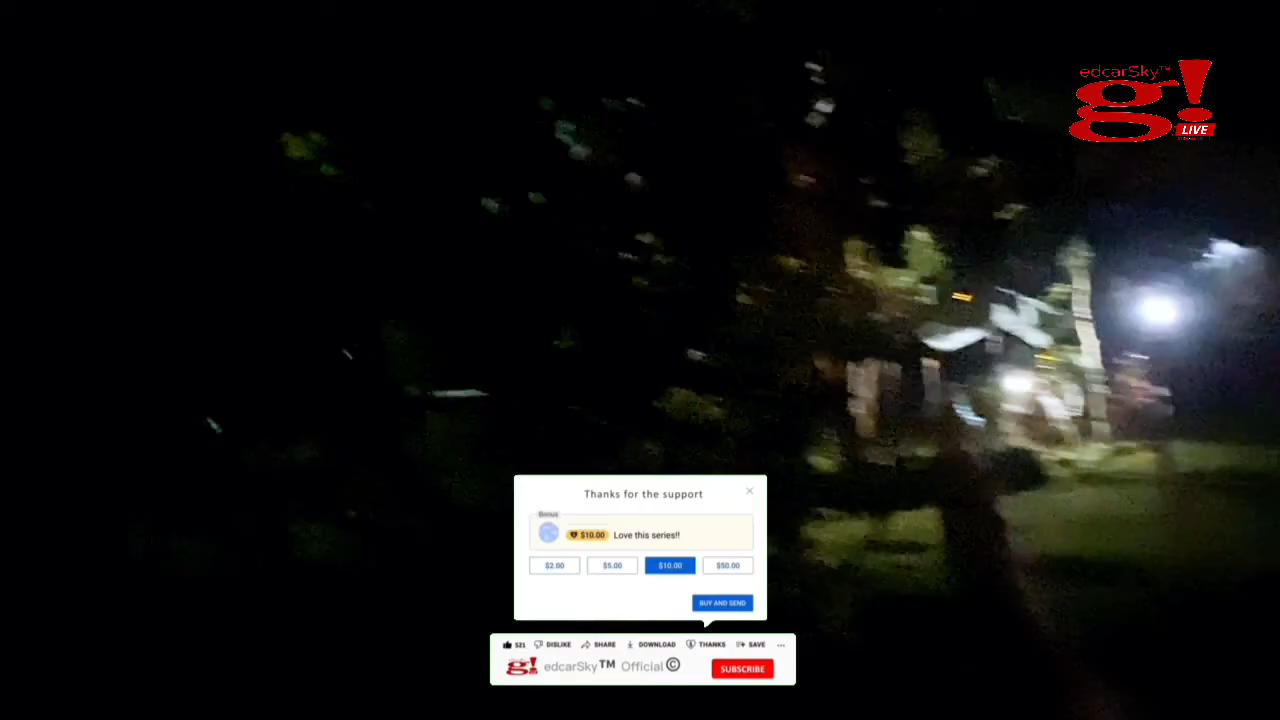 edcarSky™
g!
LIVE
Thanks for the support
Bonus
$10.00 Love this series!!
$2.00 $5.00 $10.00 $50.00
BUY AND SEND
521 DISLIKE SHARE DOWNLOAD THANKS SAVE ...
g! edcarSky™ Official © SUBSCRIBE